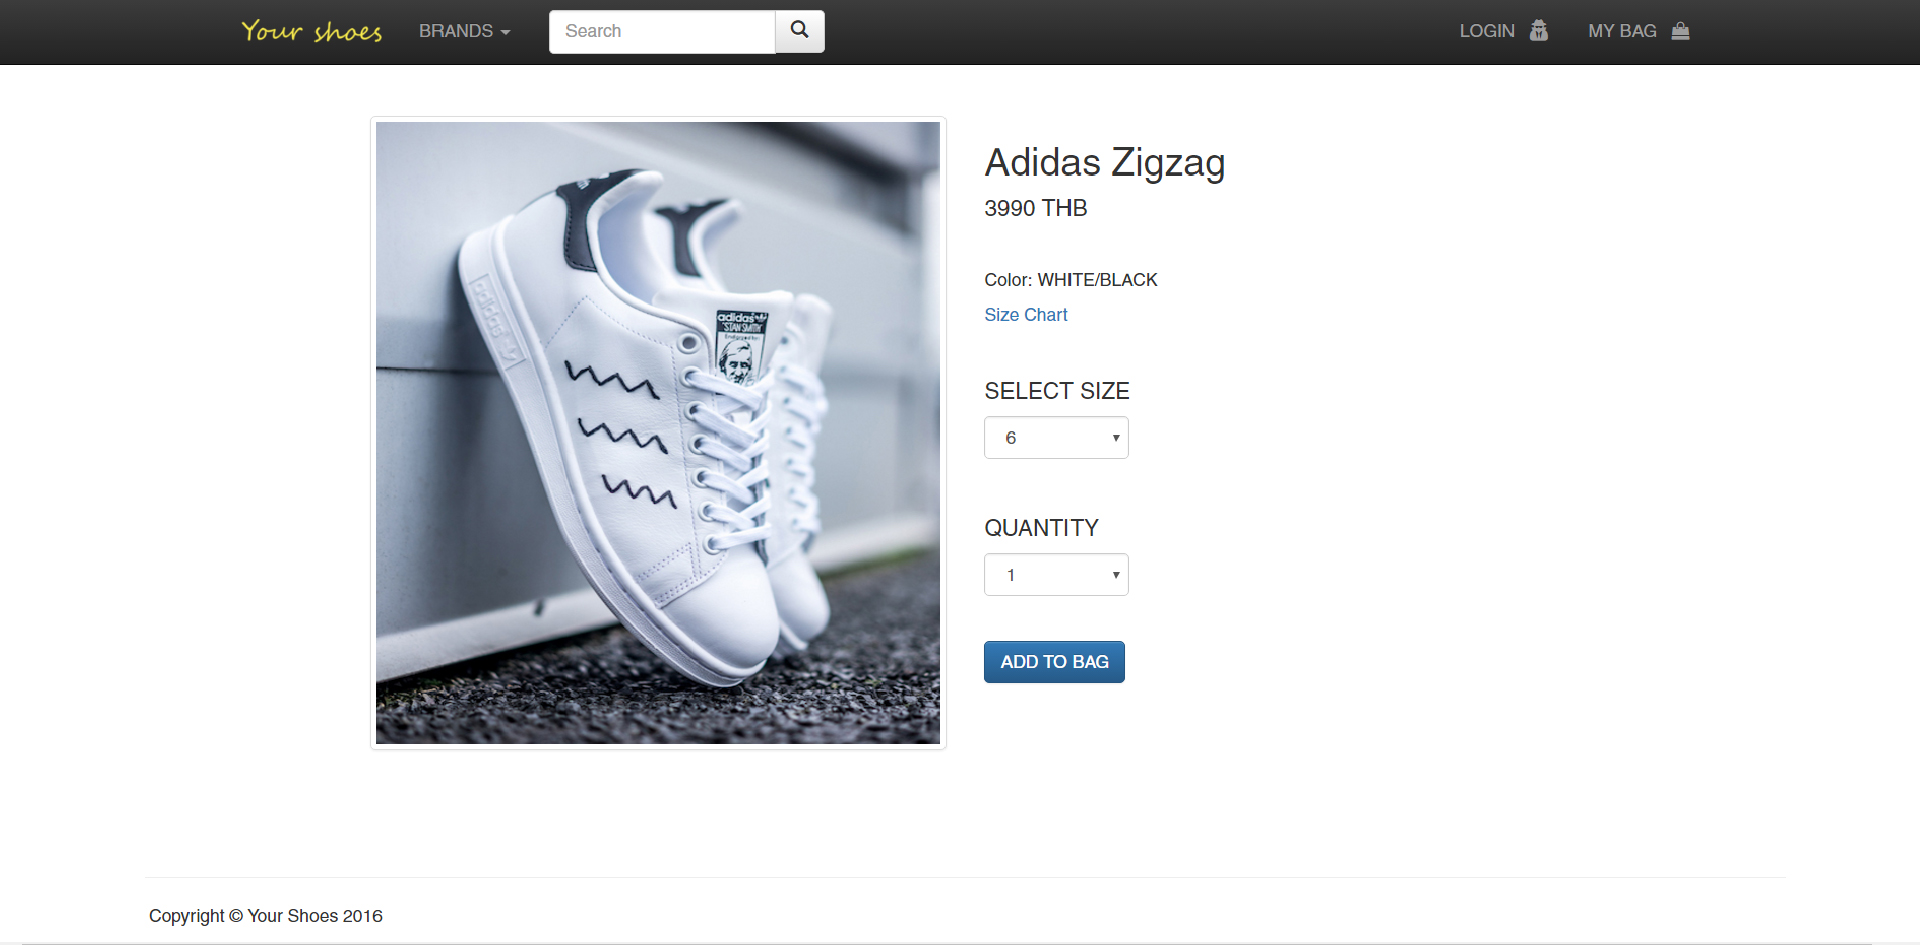 Your shoes
BRANDS
Search
LOGIN
MY BAG
adidas
adidas
"STAN SMITH"
Adidas Zigzag
3990 THB
Color: WHITE/BLACK
Size Chart
SELECT SIZE
6
QUANTITY
1
ADD TO BAG
Copyright © Your Shoes 2016